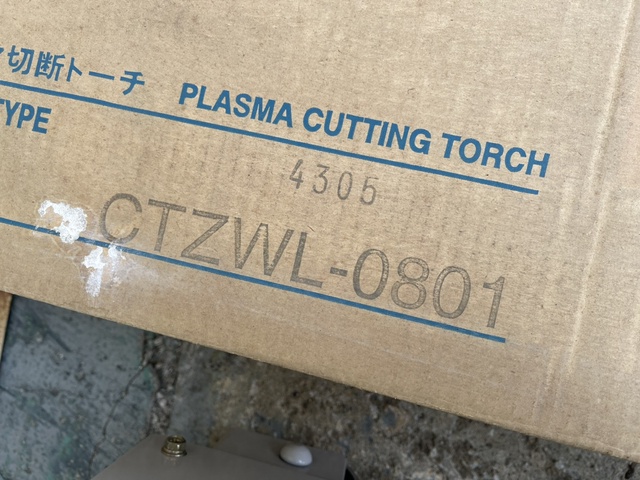 切断トーチ PLASMA CUTTING TORCH
TYPE
4305
CTZWL-0801